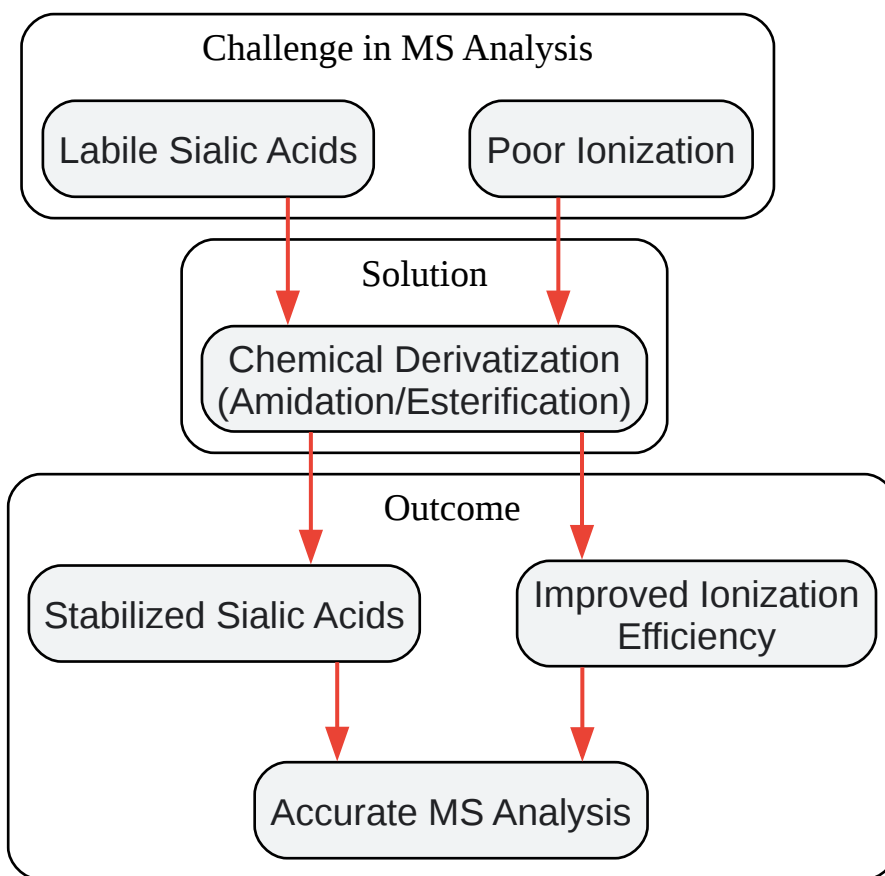 Challenge in MS Analysis
Labile Sialic Acids
Poor Ionization
Solution
Chemical Derivatization
(Amidation/Esterification)
Outcome
Stabilized Sialic Acids
Improved Ionization
Efficiency
Accurate MS Analysis